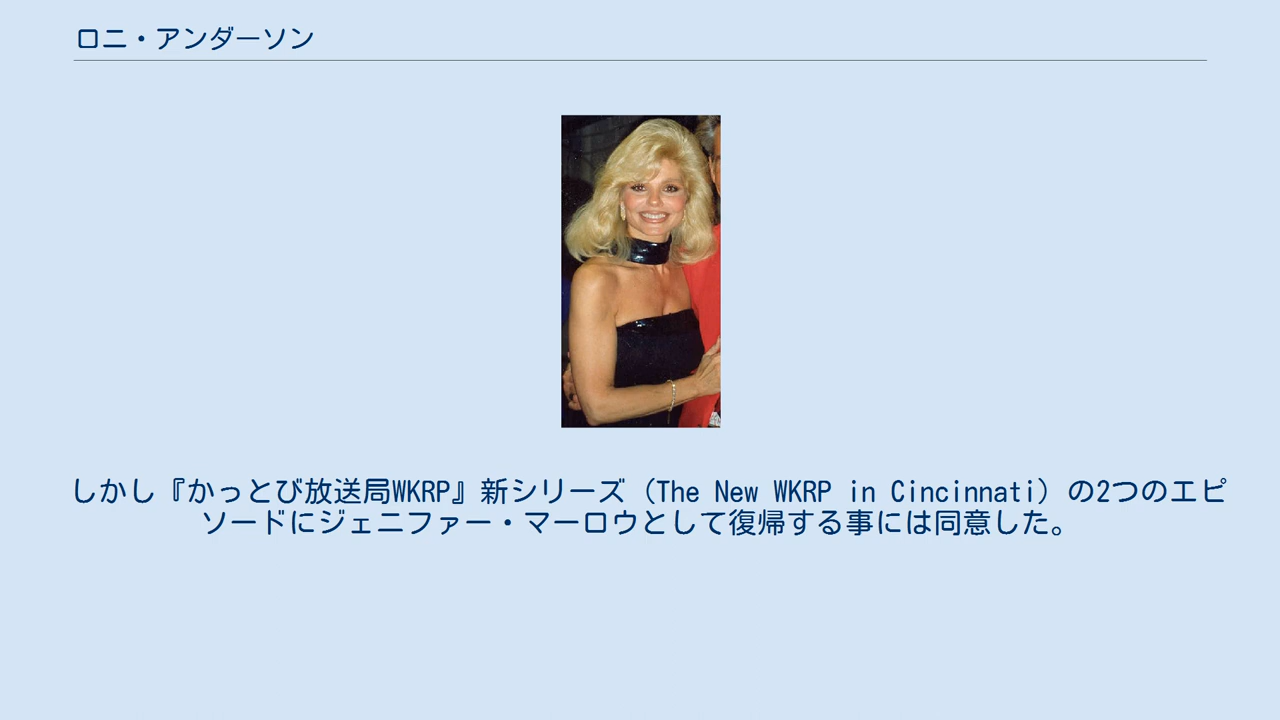 ロニ・アンダーソン
しかし『かっとび放送局WKRP』新シリーズ（The New WKRP in Cincinnati）の2つのエピ
ソードにジェニファー・マーロウとして復帰する事には同意した。